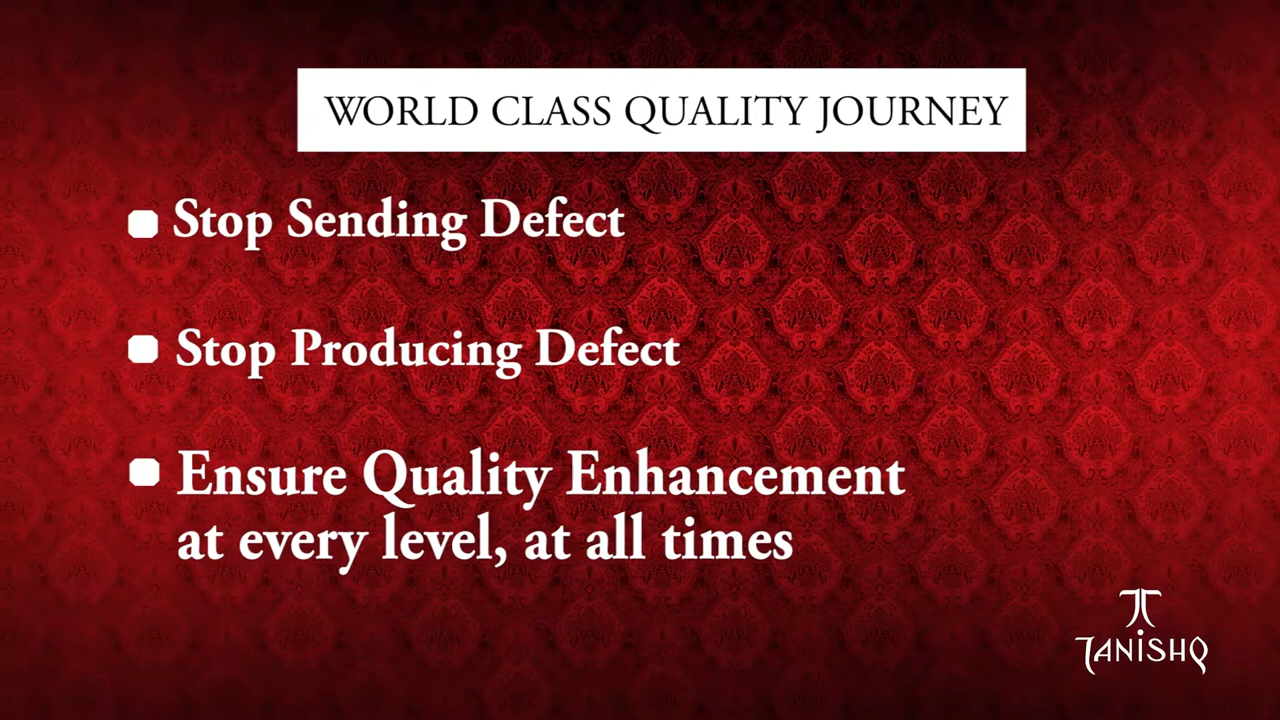 WORLD CLASS QUALITY JOURNEY
Stop Sending Defect
Stop Producing Defect
Ensure Quality Enhancement
at every level, at all times
TANISHQ